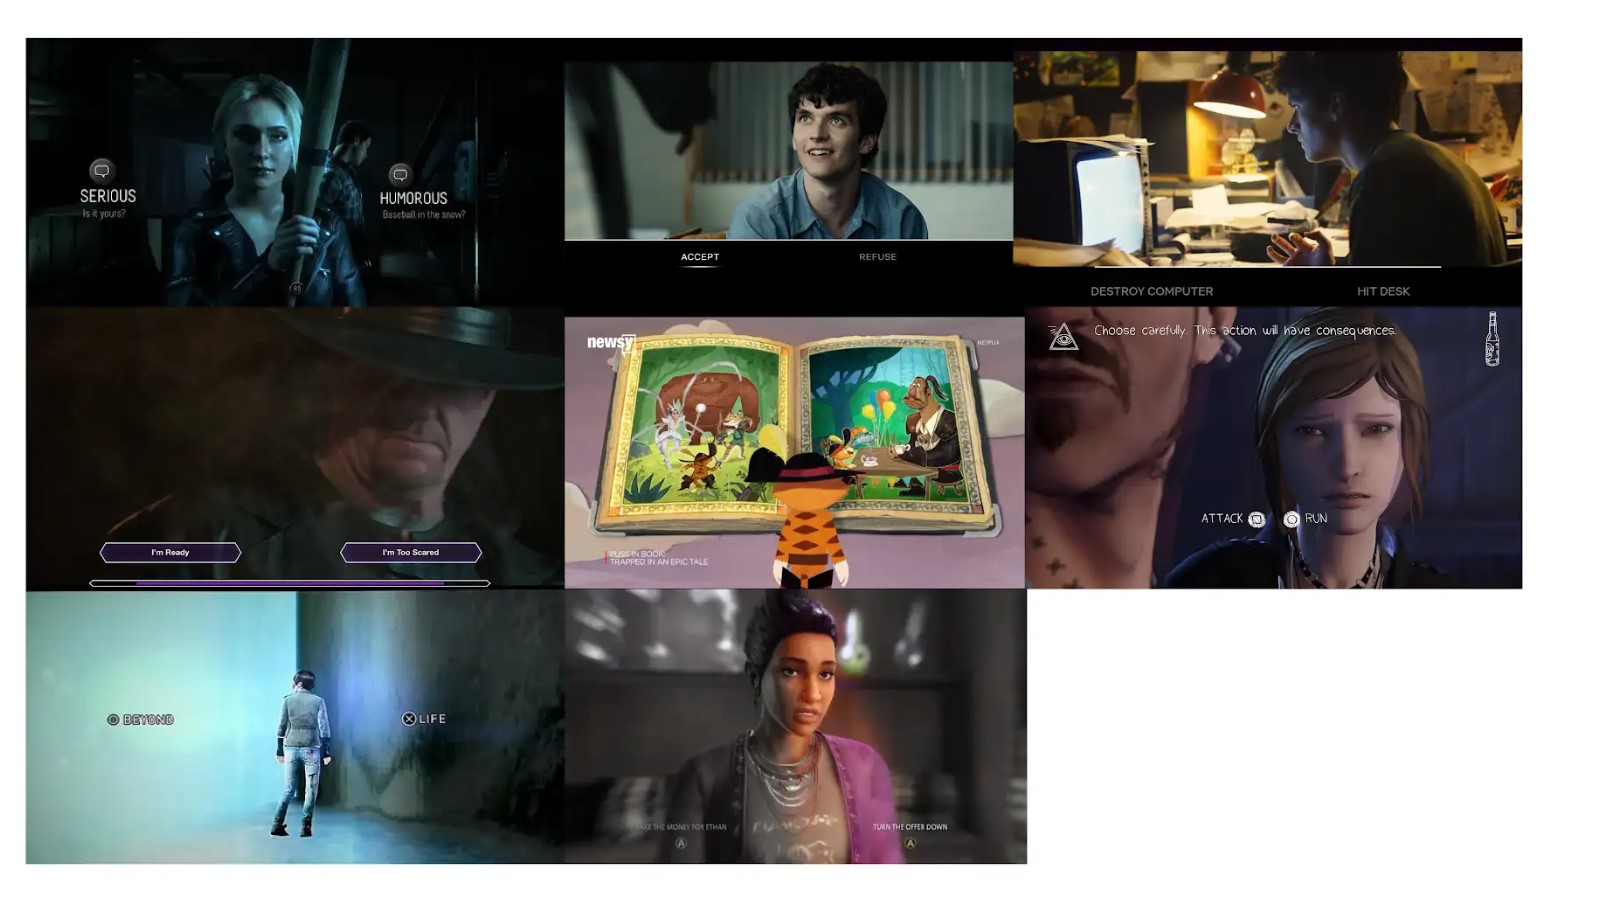 SERIOUS
Is it yours?
HUMOROUS
Baseball in the snow?
ACCEPT
REFUSE
DESTROY COMPUTER
HIT DESK
I'm Ready
I'm Too Scared
newsy
NETFLIX
PUSS IN BOOK:
TRAPPED IN AN EPIC TALE
Choose carefully. This action will have consequences.
ATTACK
RUN
BEYOND
LIFE
TAKE THE MONEY FOR ETHAN
A
TURN THE OFFER DOWN
A